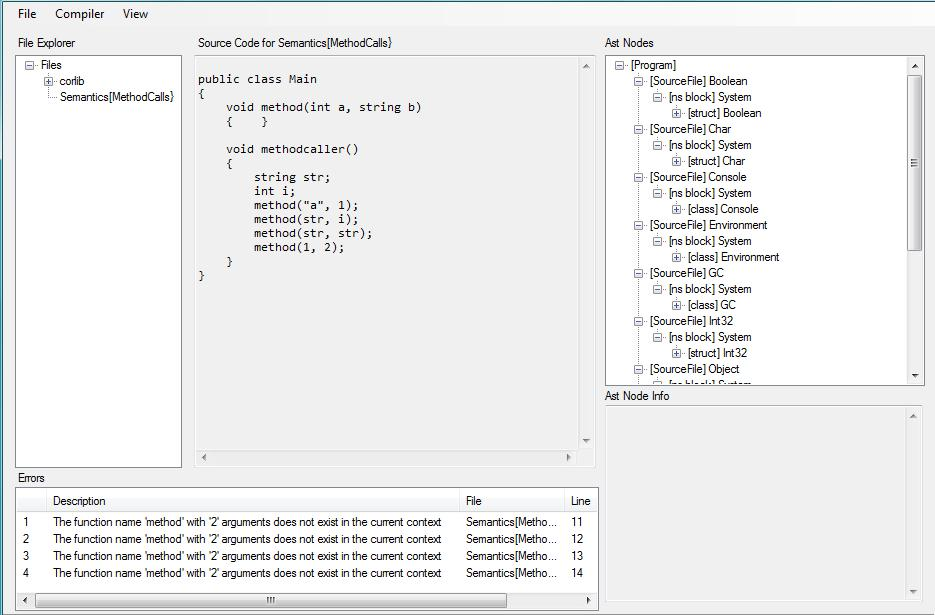 File Compiler View
File Explorer
Files
corlib
Semantics[MethodCalls}
Source Code for Semantics[MethodCalls}
public class Main
{
void method(int a, string b)
{ }
void methodcaller()
{
string str;
int i;
method("a", 1);
method(str, i);
method(str, str);
method(1, 2);
}
}
Ast Nodes
[Program]
[SourceFile] Boolean
[ns block] System
[struct] Boolean
[SourceFile] Char
[ns block] System
[struct] Char
[SourceFile] Console
[ns block] System
[class] Console
[SourceFile] Environment
[ns block] System
[class] Environment
[SourceFile] GC
[ns block] System
[class] GC
[SourceFile] Int32
[ns block] System
[struct] Int32
[SourceFile] Object
Ast Node Info
Errors
Description File Line
1 The function name 'method' with '2' arguments does not exist in the current context Semantics[Metho... 11
2 The function name 'method' with '2' arguments does not exist in the current context Semantics[Metho... 12
3 The function name 'method' with '2' arguments does not exist in the current context Semantics[Metho... 13
4 The function name 'method' with '2' arguments does not exist in the current context Semantics[Metho... 14